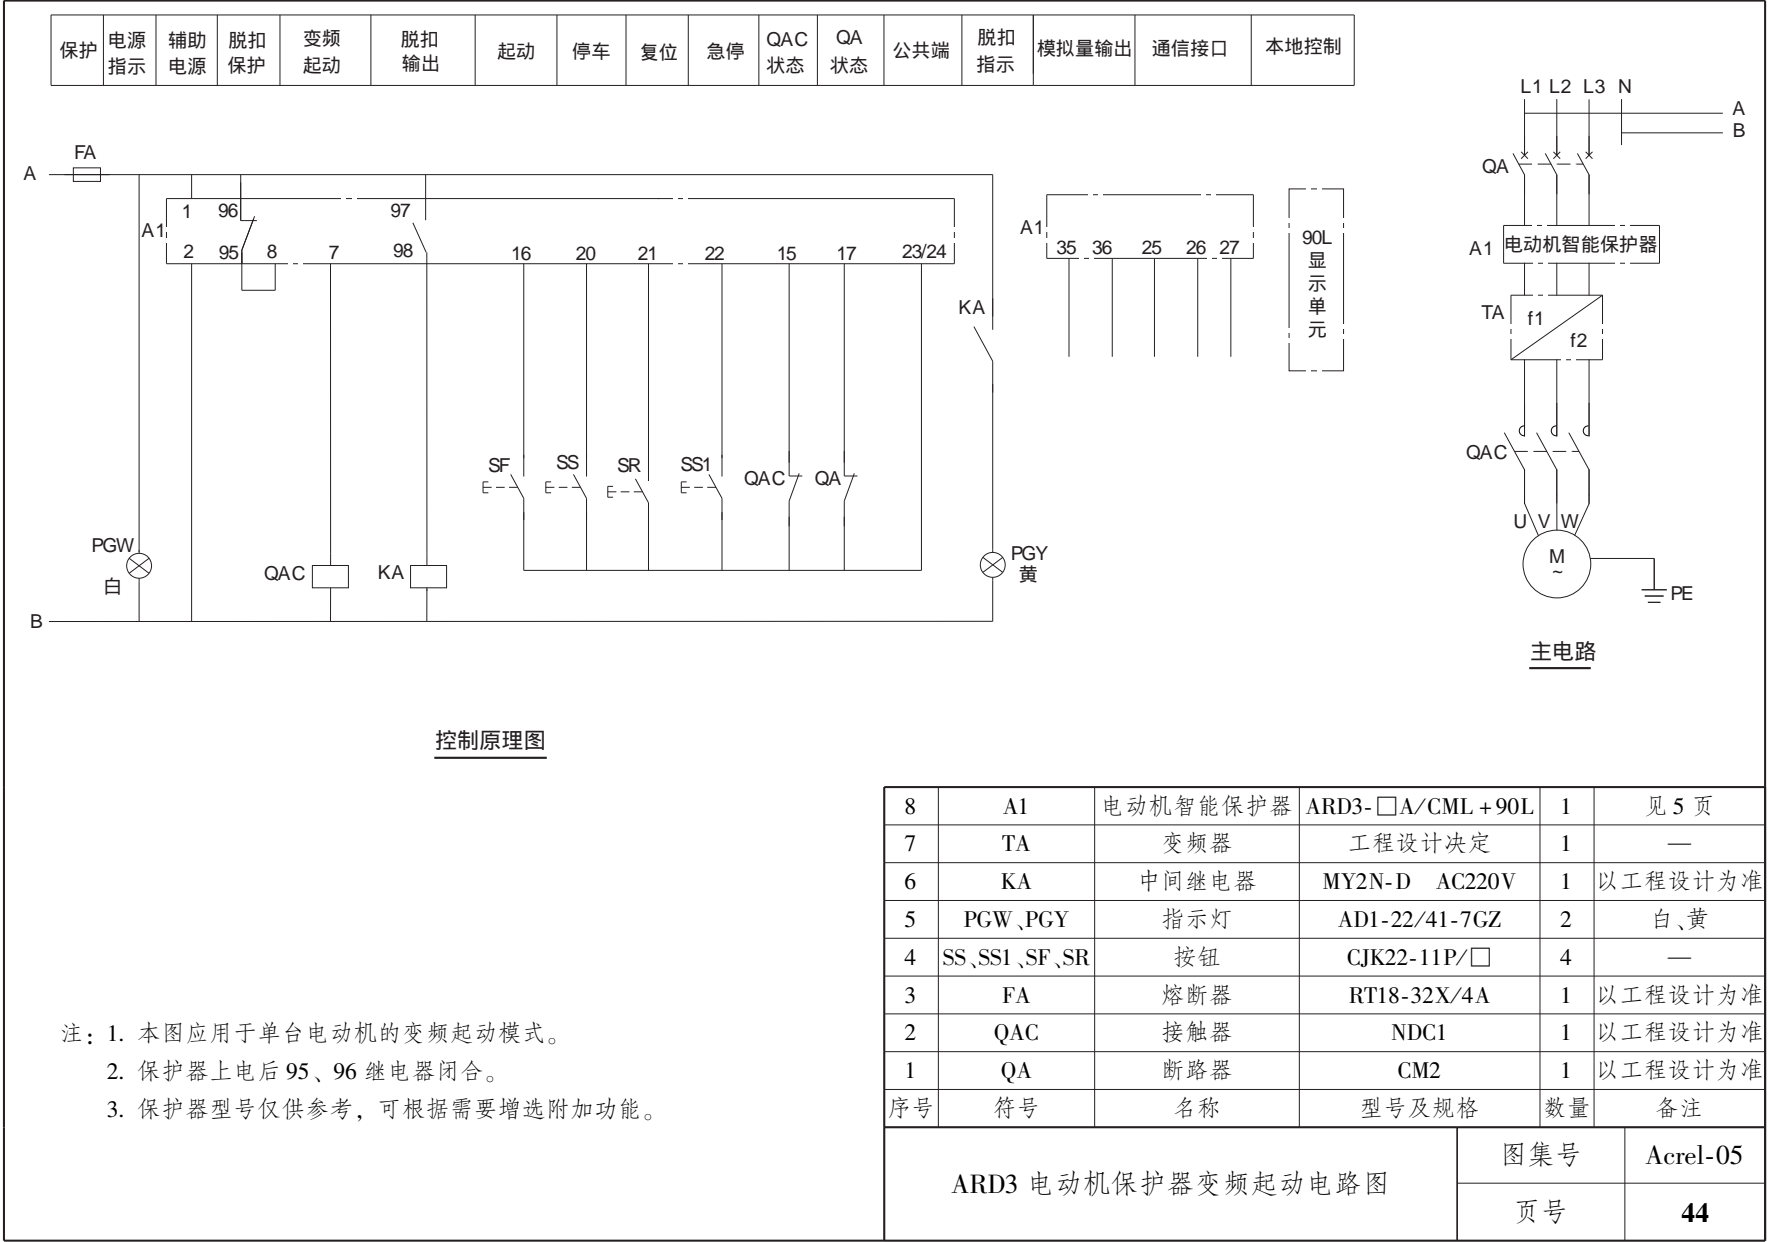 保护 电源指示 辅助电源 脱扣保护 变频起动 脱扣输出 起动 停车 复位 急停 QAC状态 QA状态 公共端 脱扣指示 模拟量输出 通信接口 本地控制
A FA
A1 1 96 97
2 95 8 7 98 16 20 21 22 15 17 23/24
KA
SF SS SR SS1 QAC QA
PGW
白
QAC KA
PGY
黄
B
控制原理图
A1 35 36 25 26 27
90L
显
示
单
元
L1 L2 L3 N
A
B
QA
A1 电动机智能保护器
TA f1
f2
QAC
U V W
M
~
PE
主电路
8 A1 电动机智能保护器 ARD3-□A/CML+90L 1 见5页
7 TA 变频器 工程设计决定 1 —
6 KA 中间继电器 MY2N-D AC220V 1 以工程设计为准
5 PGW、PGY 指示灯 AD1-22/41-7GZ 2 白、黄
4 SS、SS1、SF、SR 按钮 CJK22-11P/□ 4 —
3 FA 熔断器 RT18-32X/4A 1 以工程设计为准
2 QAC 接触器 NDC1 1 以工程设计为准
1 QA 断路器 CM2 1 以工程设计为准
序号 符号 名称 型号及规格 数量 备注
注：1. 本图应用于单台电动机的变频起动模式。
2. 保护器上电后95、96继电器闭合。
3. 保护器型号仅供参考，可根据需要增选附加功能。
ARD3电动机保护器变频起动电路图
图集号 Acrel-05
页号 44